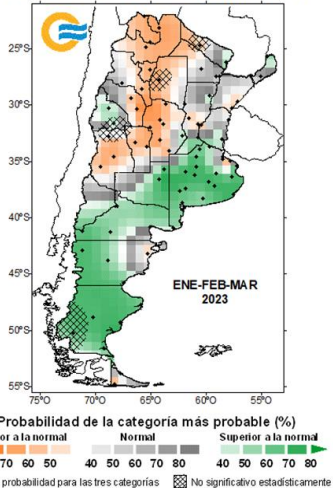 25°S
30°S
35°S
40°S
45°S
50°S
55°S
ENE-FEB-MAR
2023
75°O 70°O 65°O 60°O 55°O
Probabilidad de la categoría más probable (%)
or a la normal Normal Superior a la normal
70 60 50 40 40 50 60 70 80 40 50 60 70 80
probabilidad para las tres categorías No significativo estadísticamente